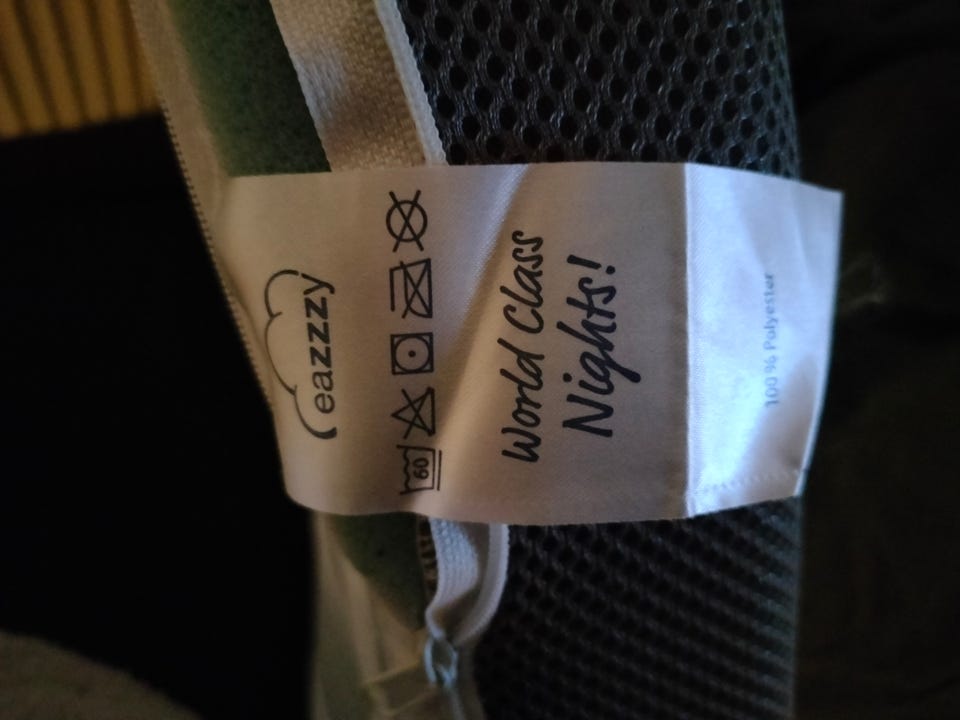 eazzzy
60
World Class
Nights!
100% Polyester